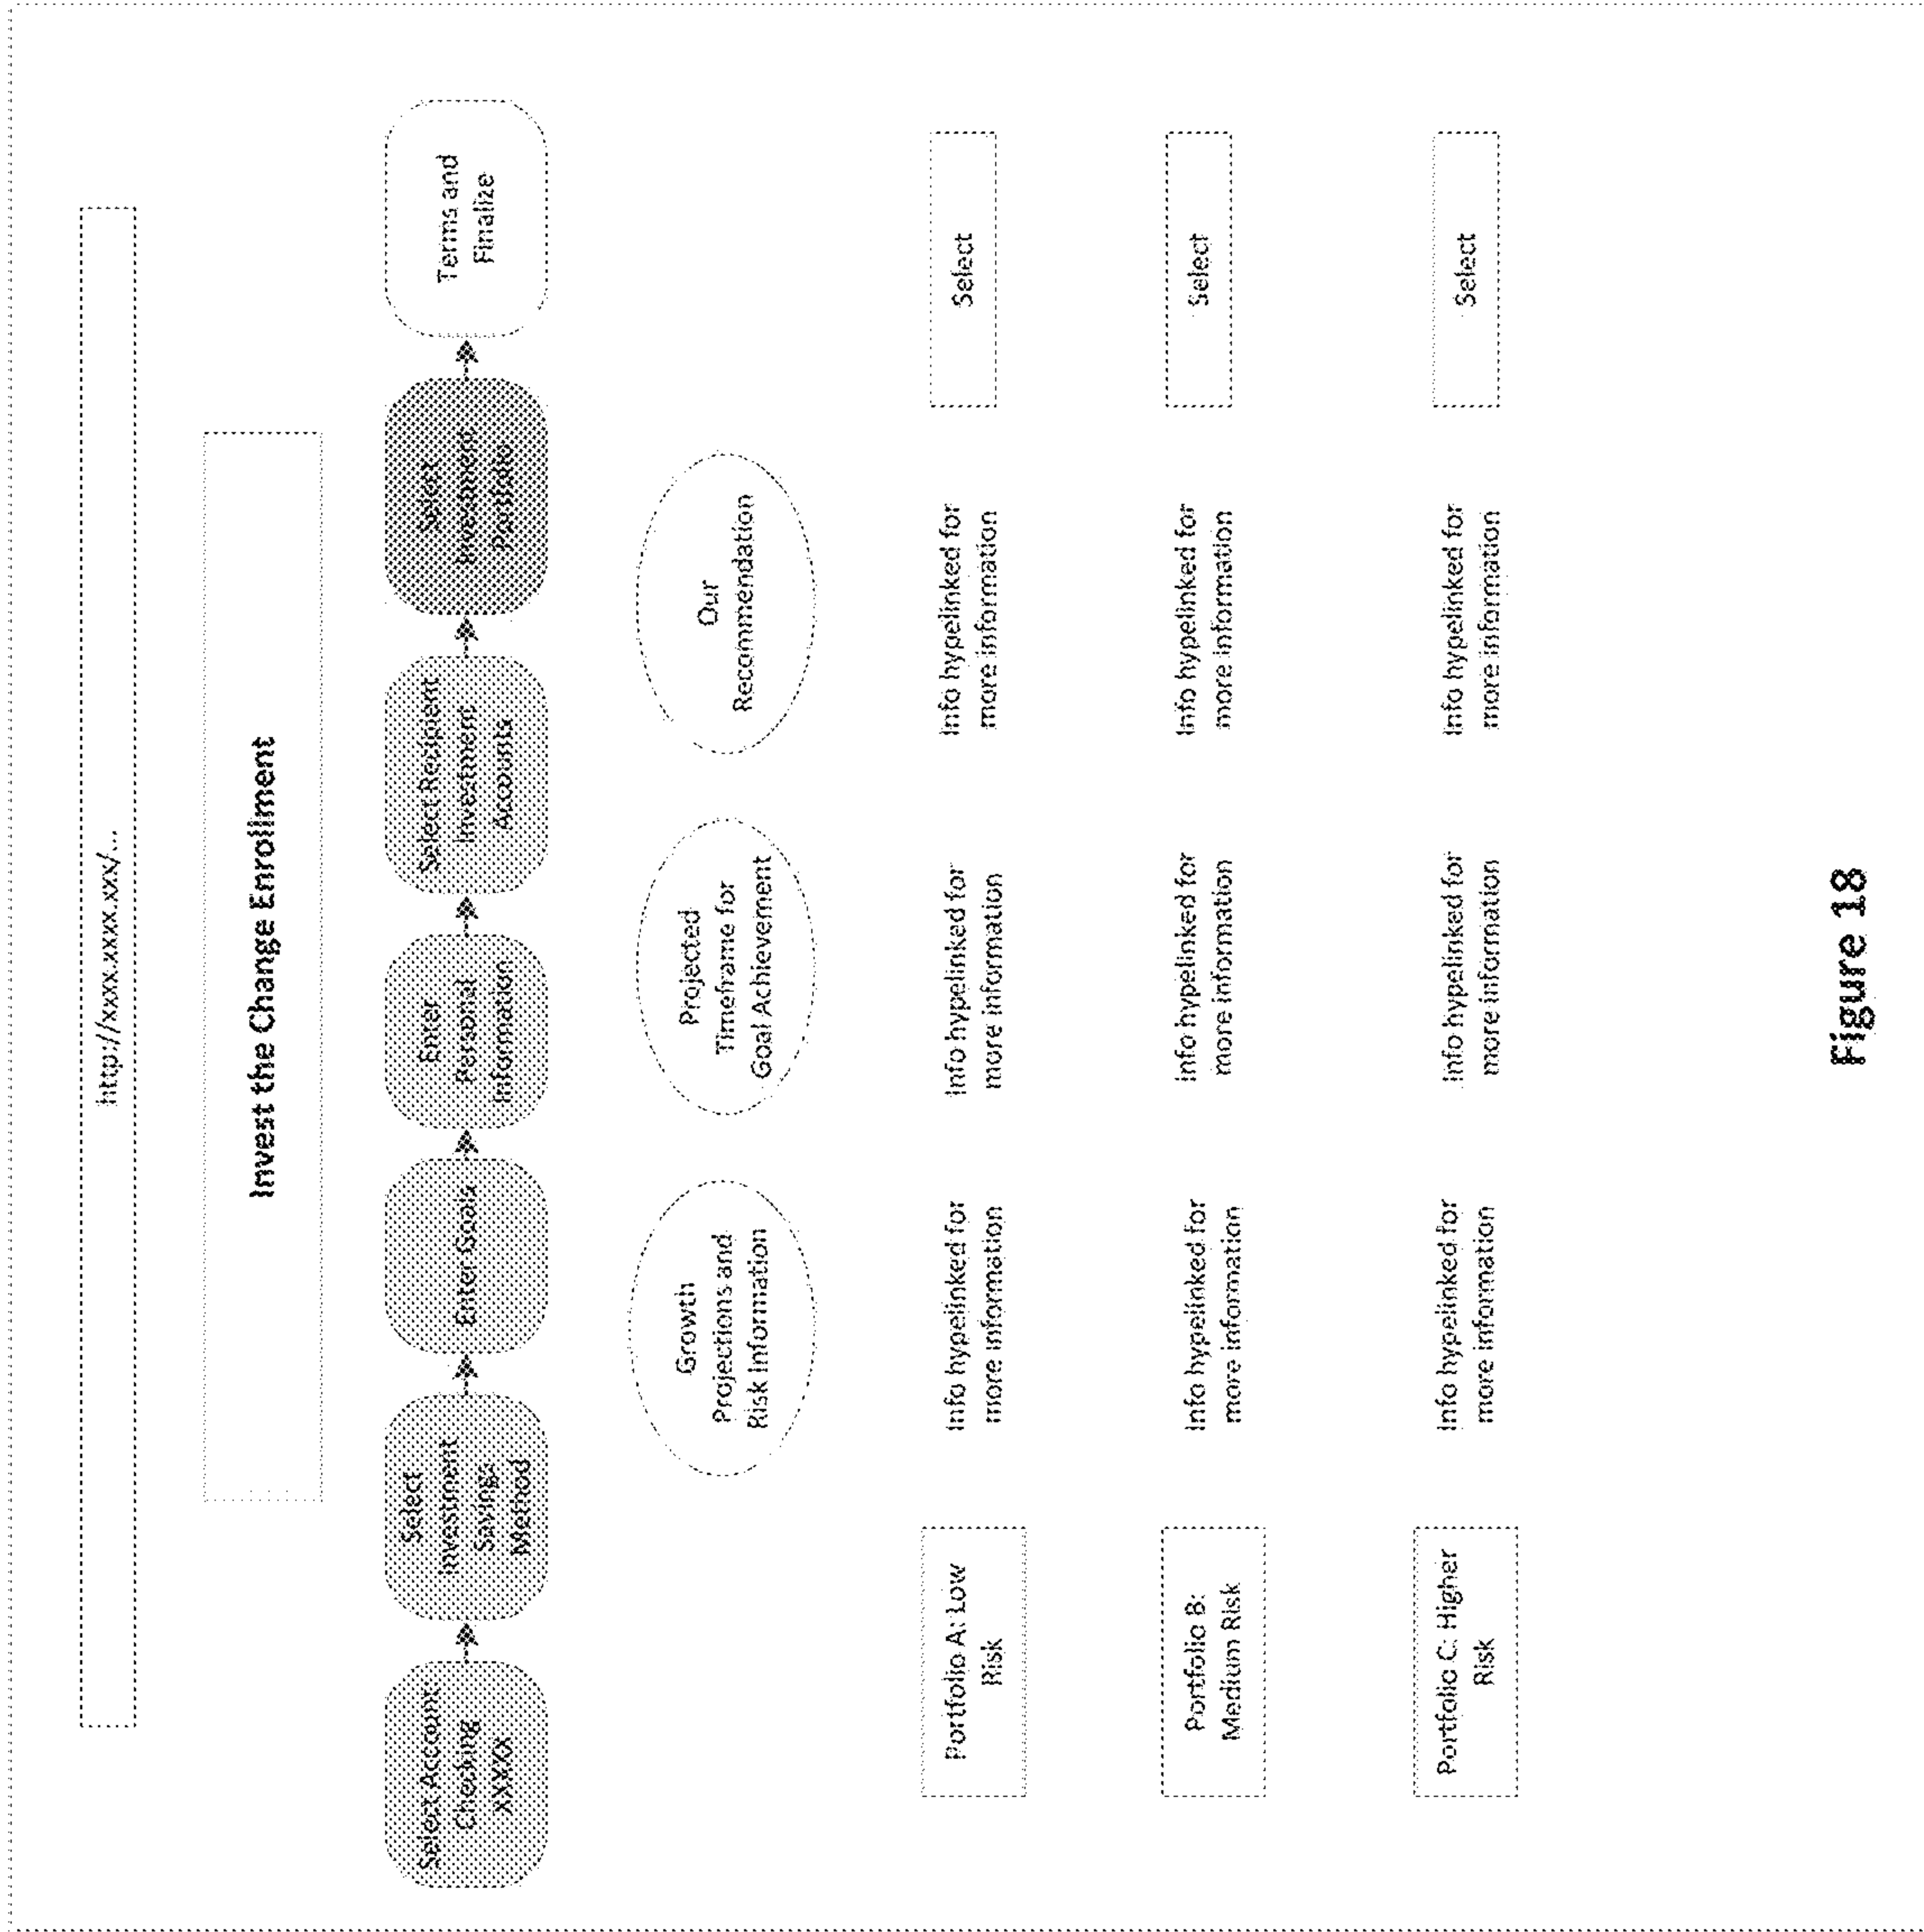 http://xxxx.xxxx.xxx/...
Invest the Change Enrollment
Select Account
Checking
XXXXX
Select
Investment
Savings
Method
Enter Goals
Enter
Personal
Information
Select Recipient
Investment
Accounts
Select
Investment
Portfolio
Terms and
Finalize
Growth
Projections and
Risk Information
Projected
Timeframe for
Goal Achievement
Our
Recommendation
Portfolio A: Low
Risk
Info hypelinked for
more information
Info hypelinked for
more information
Info hypelinked for
more information
Select
Portfolio B:
Medium Risk
Info hypelinked for
more information
Info hypelinked for
more information
Info hypelinked for
more information
Select
Portfolio C: Higher
Risk
Info hypelinked for
more information
Info hypelinked for
more information
Info hypelinked for
more information
Select
Figure 18